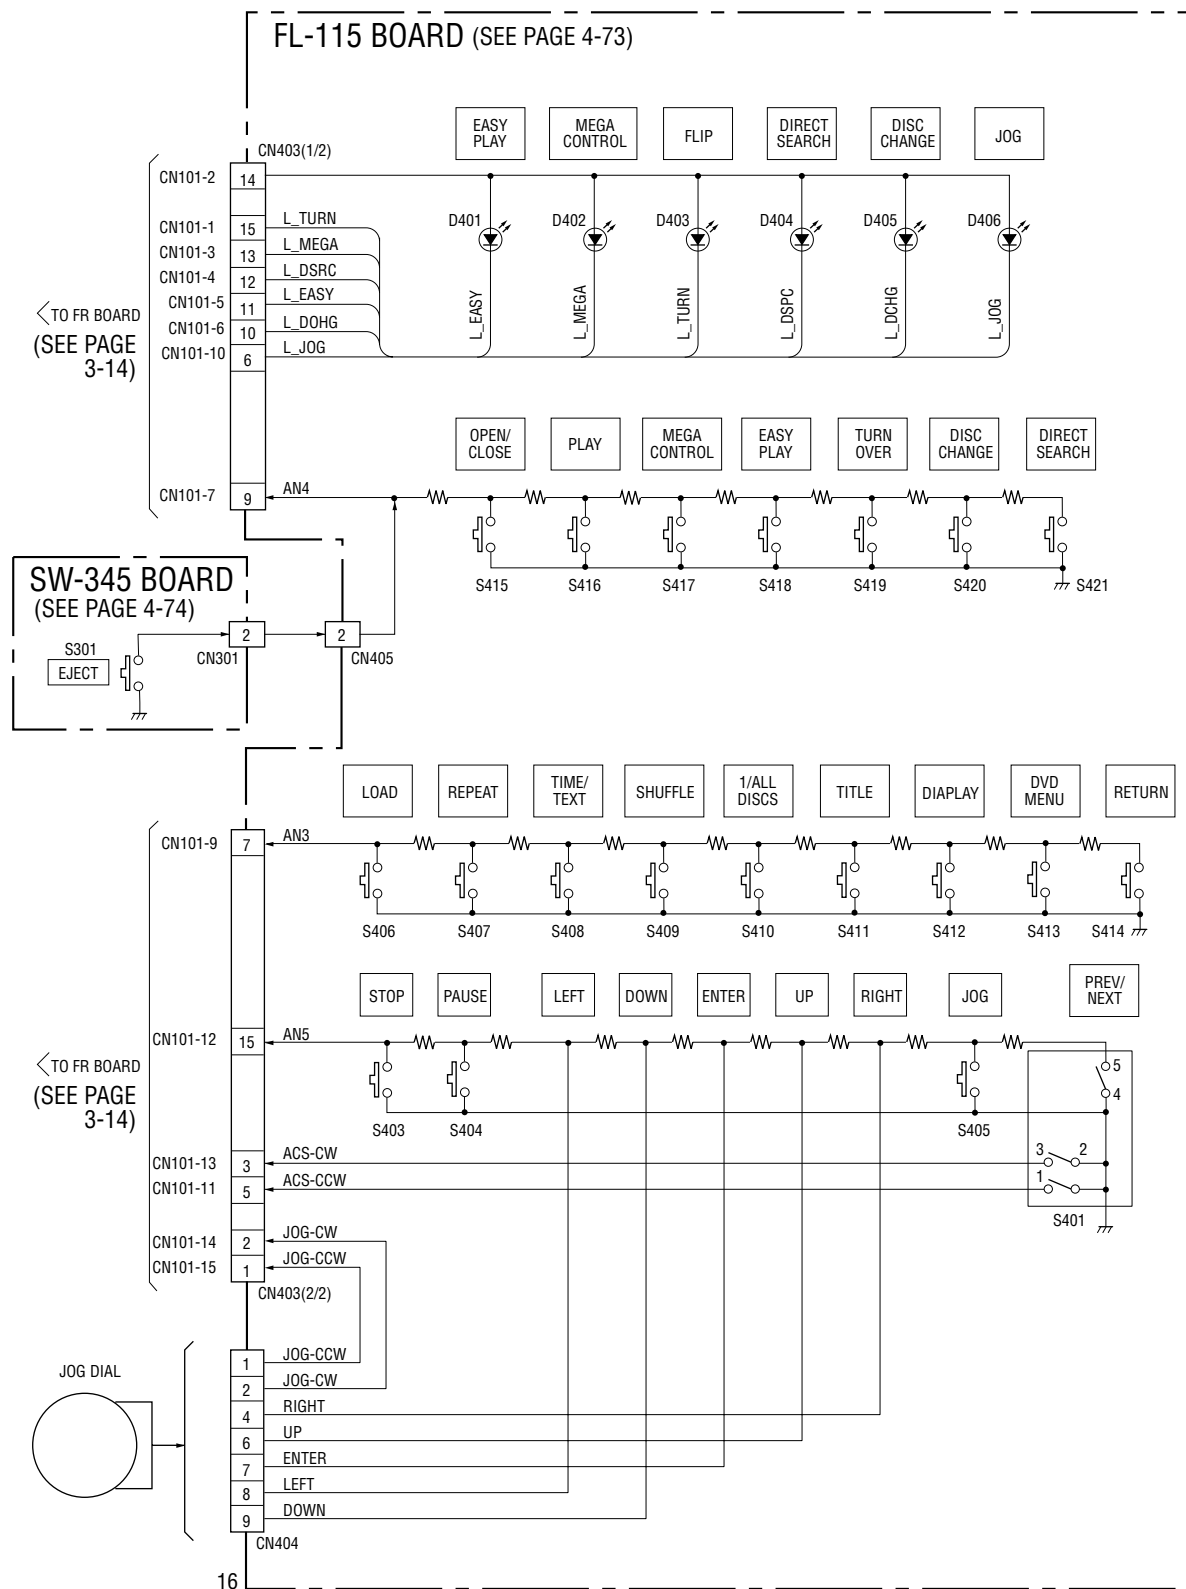 FL-115 BOARD (SEE PAGE 4-73)
EASY
PLAY
MEGA
CONTROL
FLIP
DIRECT
SEARCH
DISC
CHANGE
JOG
CN403(1/2)
CN101-2
14
D401
D402
D403
D404
D405
D406
CN101-1
15
L_TURN
CN101-3
13
L_MEGA
CN101-4
12
L_DSRC
CN101-5
11
L_EASY
CN101-6
10
L_DOHG
CN101-10
6
L_JOG
L_EASY
L_MEGA
L_TURN
L_DSPC
L_DCHG
L_JOG
TO FR BOARD
(SEE PAGE
3-14)
OPEN/
CLOSE
PLAY
MEGA
CONTROL
EASY
PLAY
TURN
OVER
DISC
CHANGE
DIRECT
SEARCH
CN101-7
9
AN4
S415
S416
S417
S418
S419
S420
S421
SW-345 BOARD
(SEE PAGE 4-74)
S301
EJECT
2
CN301
2
CN405
LOAD
REPEAT
TIME/
TEXT
SHUFFLE
1/ALL
DISCS
TITLE
DIAPLAY
DVD
MENU
RETURN
CN101-9
7
AN3
S406
S407
S408
S409
S410
S411
S412
S413
S414
STOP
PAUSE
LEFT
DOWN
ENTER
UP
RIGHT
JOG
PREV/
NEXT
CN101-12
15
AN5
TO FR BOARD
(SEE PAGE
3-14)
S403
S404
S405
5
4
3
2
1
S401
CN101-13
3
ACS-CW
CN101-11
5
ACS-CCW
CN101-14
2
JOG-CW
CN101-15
1
JOG-CCW
CN403(2/2)
JOG DIAL
1
JOG-CCW
2
JOG-CW
4
RIGHT
6
UP
7
ENTER
8
LEFT
9
DOWN
CN404
16